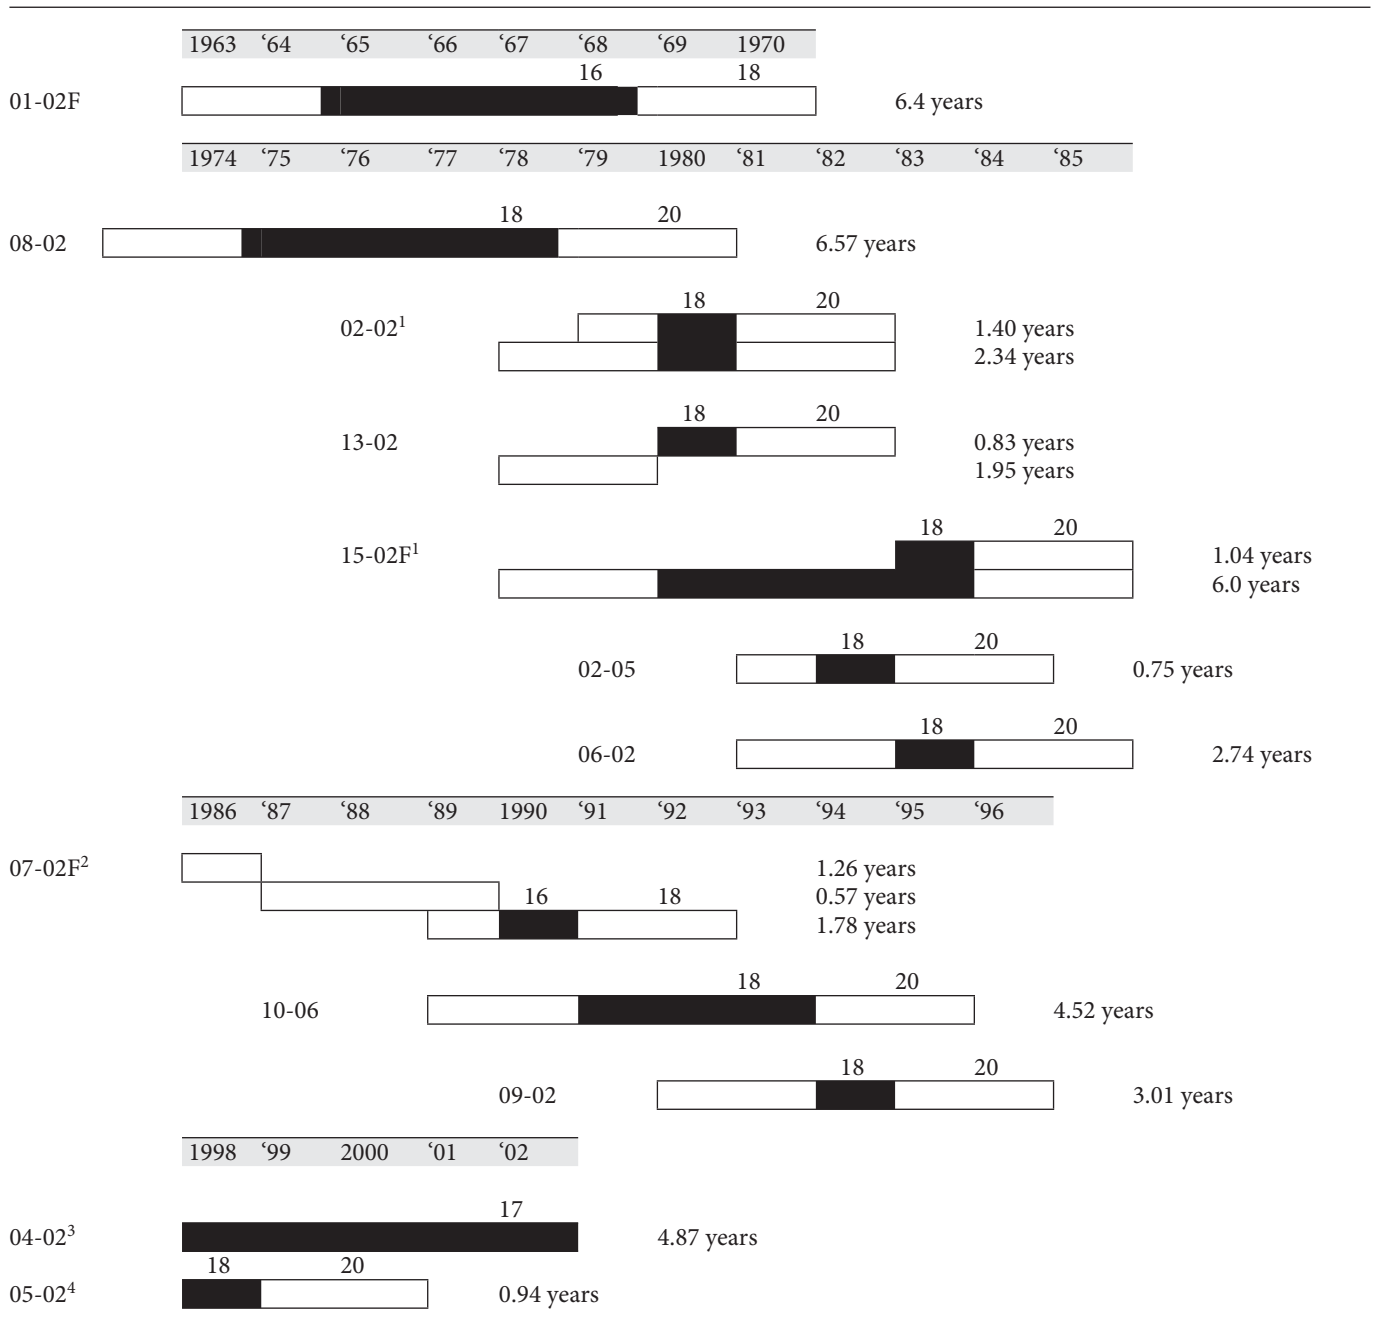 1963 ‘64 ‘65 ‘66 ‘67 ‘68 ‘69 1970
16 18
01-02F 6.4 years
1974 ‘75 ‘76 ‘77 ‘78 ‘79 1980 ‘81 ‘82 ‘83 ‘84 ‘85
18 20
08-02 6.57 years
18 20
02-02¹ 1.40 years
2.34 years
18 20
13-02 0.83 years
1.95 years
18 20
15-02F¹ 1.04 years
6.0 years
18 20
02-05 0.75 years
18 20
06-02 2.74 years
1986 ‘87 ‘88 ‘89 1990 ‘91 ‘92 ‘93 ‘94 ‘95 ‘96
07-02F² 1.26 years
16 18 0.57 years
1.78 years
18 20
10-06 4.52 years
18 20
09-02 3.01 years
1998 ‘99 2000 ‘01 ‘02
17
04-02³ 4.87 years
18 20
05-02⁴ 0.94 years